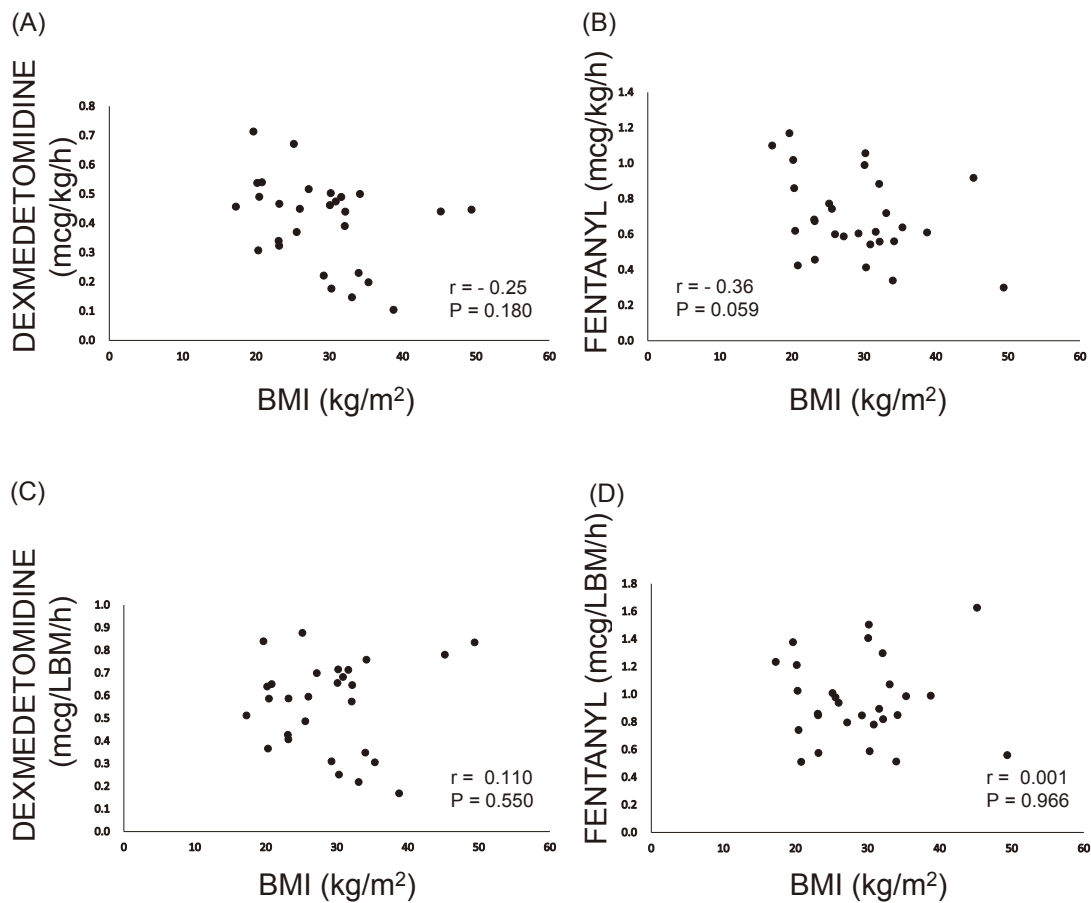 (A)
DEXMEDETOMIDINE
(mcg/kg/h)
0.8
0.7
0.6
0.5
0.4
0.3
0.2
0.1
0.0
r = - 0.25
P = 0.180
0 10 20 30 40 50 60
BMI (kg/m²)
(B)
FENTANYL (mcg/kg/h)
1.4
1.2
1.0
0.8
0.6
0.4
0.2
0.0
r = - 0.36
P = 0.059
0 10 20 30 40 50 60
BMI (kg/m²)
(C)
DEXMEDETOMIDINE
(mcg/LBM/h)
1.0
0.9
0.8
0.7
0.6
0.5
0.4
0.3
0.2
0.1
0.0
r = 0.110
P = 0.550
0 10 20 30 40 50 60
BMI (kg/m²)
(D)
FENTANYL (mcg/LBM/h)
1.8
1.6
1.4
1.2
1.0
0.8
0.6
0.4
0.2
0.0
r = 0.001
P = 0.966
0 10 20 30 40 50 60
BMI (kg/m²)